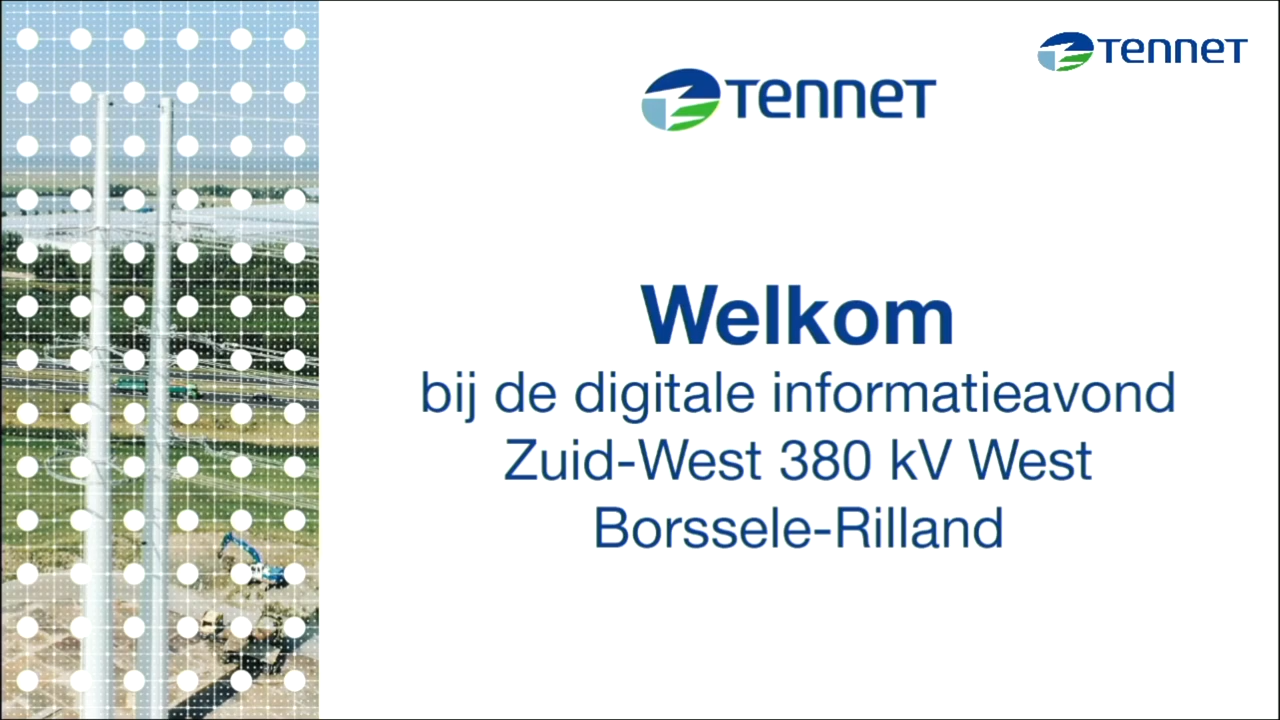 TenneT
TenneT
Welkom
bij de digitale informatieavond
Zuid-West 380 kV West
Borssele-Rilland